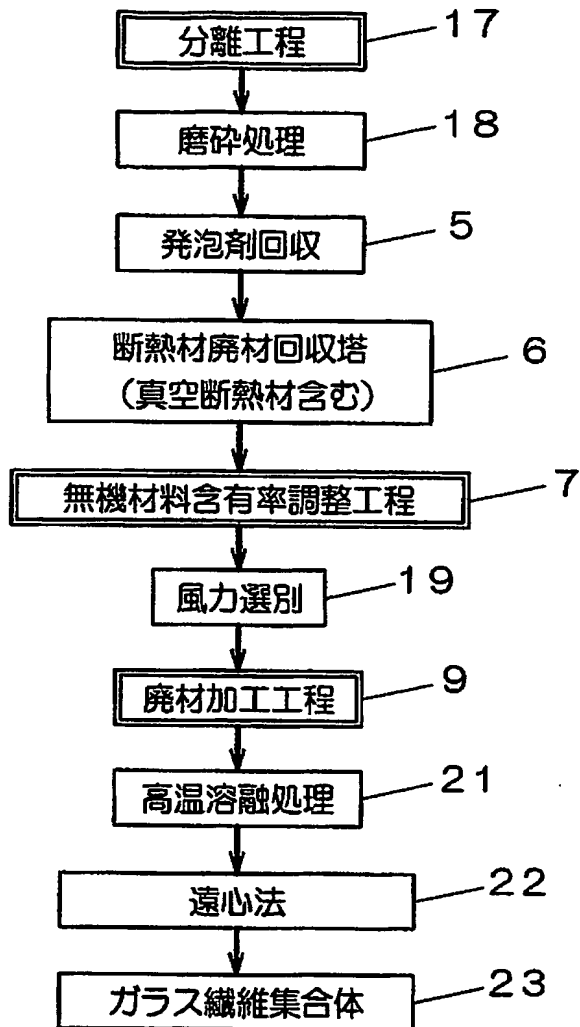 分離工程
17
磨砕処理
18
発泡剤回収
5
断熱材廃材回収塔
(真空断熱材含む)
6
無機材料含有率調整工程
7
風力選別
19
廃材加工工程
9
高温溶融処理
21
遠心法
22
ガラス繊維集合体
23